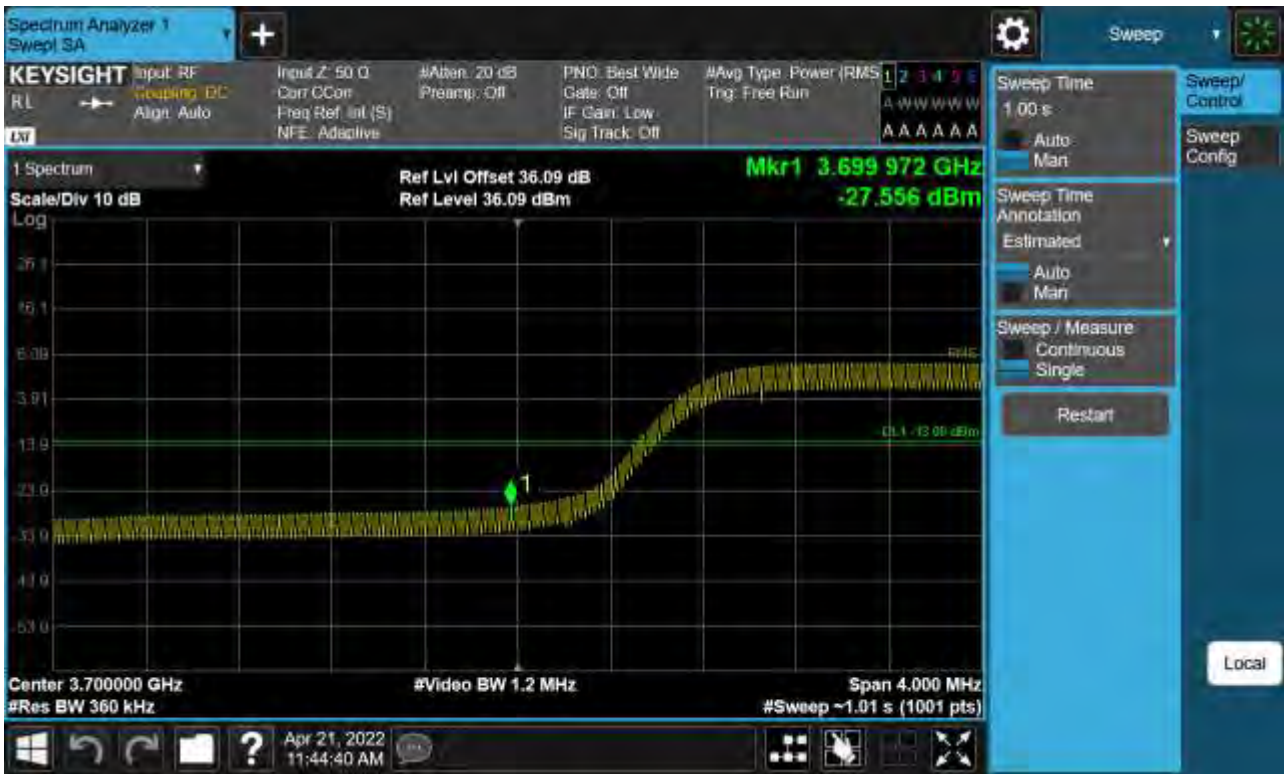 Spectrum Analyzer 1
Swept SA
+
Sweep
KEYSIGHT
RL
LXI
Input: RF
Coupling: DC
Align: Auto
Input Z: 50 Ω
Corr CCorr
Freq Ref: Int (S)
NFE: Adaptive
#Atten: 20 dB
Preamp: Off
PNO: Best Wide
Gate: Off
IF Gain: Low
Sig Track: Off
#Avg Type: Power (RMS
Trig: Free Run
1 2 3 4 5 6
A W W W W W
A A A A A A
1 Spectrum
Scale/Div 10 dB
Log
Ref Lvl Offset 36.09 dB
Ref Level 36.09 dBm
Mkr1 3.699 972 GHz
-27.556 dBm
26.1
16.1
6.09
-3.91
-13.9
-23.9
-33.9
-43.9
-53.9
RMS
DL1 -13.00 dBm
1
Center 3.700000 GHz
#Res BW 360 kHz
#Video BW 1.2 MHz
Span 4.000 MHz
#Sweep ~1.01 s (1001 pts)
Sweep Time
1.00 s
Auto
Man
Sweep Time
Annotation
Estimated
Auto
Man
Sweep / Measure
Continuous
Single
Restart
Sweep/
Control
Sweep
Config
Local
?
Apr 21, 2022
11:44:40 AM